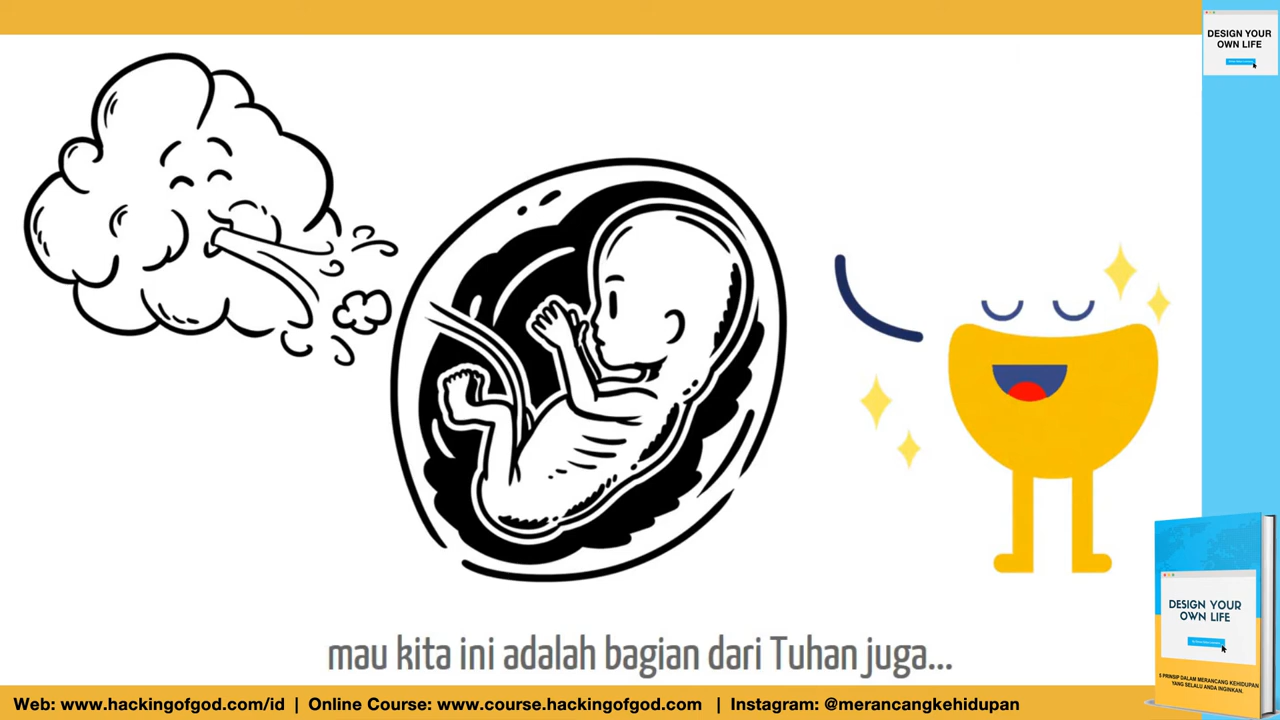 DESIGN YOUR
OWN LIFE
mau kita ini adalah bagian dari Tuhan juga...
DESIGN YOUR
OWN LIFE
5 PRINSIP DALAM MERANCANG KEHIDUPAN
YANG SELALU ANDA INGINKAN.
Web: www.hackingofgod.com/id | Online Course: www.course.hackingofgod.com | Instagram: @merancangkehidupan